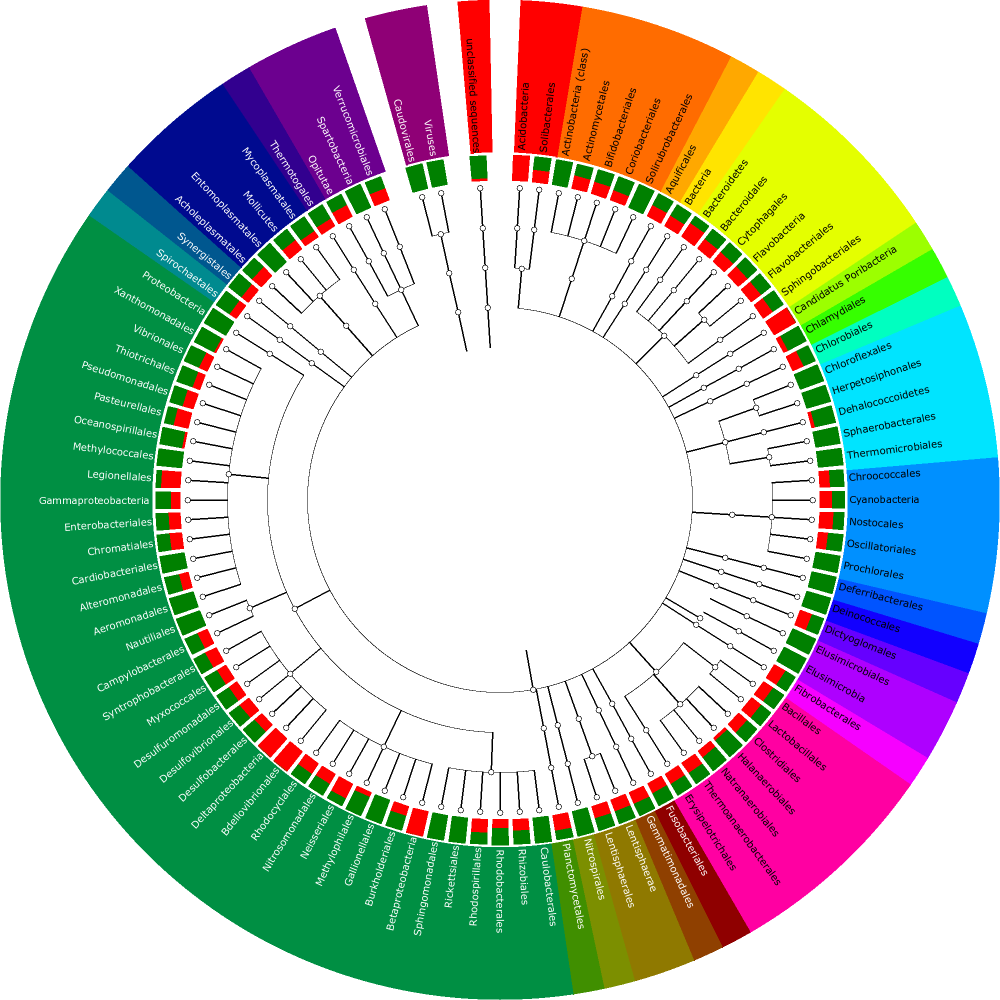 unclassified sequences
Acidobacteria
Solibacterales
Actinobacteria (class)
Actinomycetales
Bifidobacteriales
Coriobacteriales
Solirubrobacterales
Aquificales
Bacteria
Bacteroidetes
Bacteroidales
Cytophagales
Flavobacteria
Flavobacteriales
Sphingobacteriales
Candidatus Poribacteria
Chlamydiales
Chlorobiales
Chloroflexales
Herpetosiphonales
Dehalococcoidetes
Sphaerobacterales
Thermomicrobiales
Chroococcales
Cyanobacteria
Nostocales
Oscillatoriales
Prochlorales
Deferribacterales
Deinococcales
Dictyoglomales
Elusimicrobiales
Elusimicrobia
Fibrobacterales
Bacillales
Lactobacillales
Clostridiales
Halanaerobiales
Natranaerobiales
Thermoanaerobacterales
Erysipelotrichales
Fusobacteriales
Gemmatimonadales
Lentisphaerae
Lentisphaerales
Nitrospirales
Planctomycetales
Caulobacterales
Rhizobiales
Rhodobacterales
Rhodospirillales
Rickettsiales
Sphingomonadales
Betaproteobacteria
Burkholderiales
Gallionellales
Methylophilales
Neisseriales
Nitrosomonadales
Rhodocyclales
Bdellovibrionales
Deltaproteobacteria
Desulfobacterales
Desulfovibrionales
Desulfuromonadales
Myxococcales
Syntrophobacterales
Campylobacterales
Nautiliales
Aeromonadales
Alteromonadales
Cardiobacteriales
Chromatiales
Enterobacteriales
Gammaproteobacteria
Legionellales
Methylococcales
Oceanospirillales
Pasteurellales
Pseudomonadales
Thiotrichales
Vibrionales
Xanthomonadales
Proteobacteria
Spirochaetales
Synergistales
Acholeplasmatales
Entomoplasmatales
Mollicutes
Mycoplasmatales
Thermotogales
Opitutae
Spartobacteria
Verrucomicrobiales
Caudovirales
Viruses